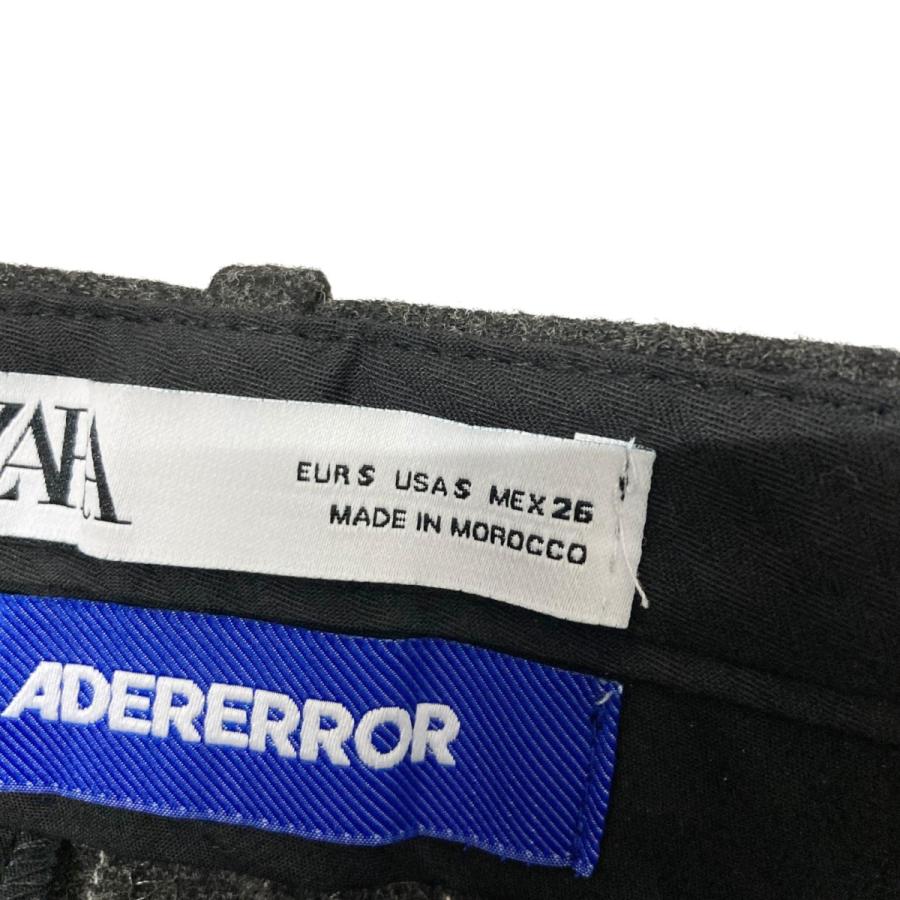 ZARA
EUR S USA S MEX 26
MADE IN MOROCCO
ADERERROR